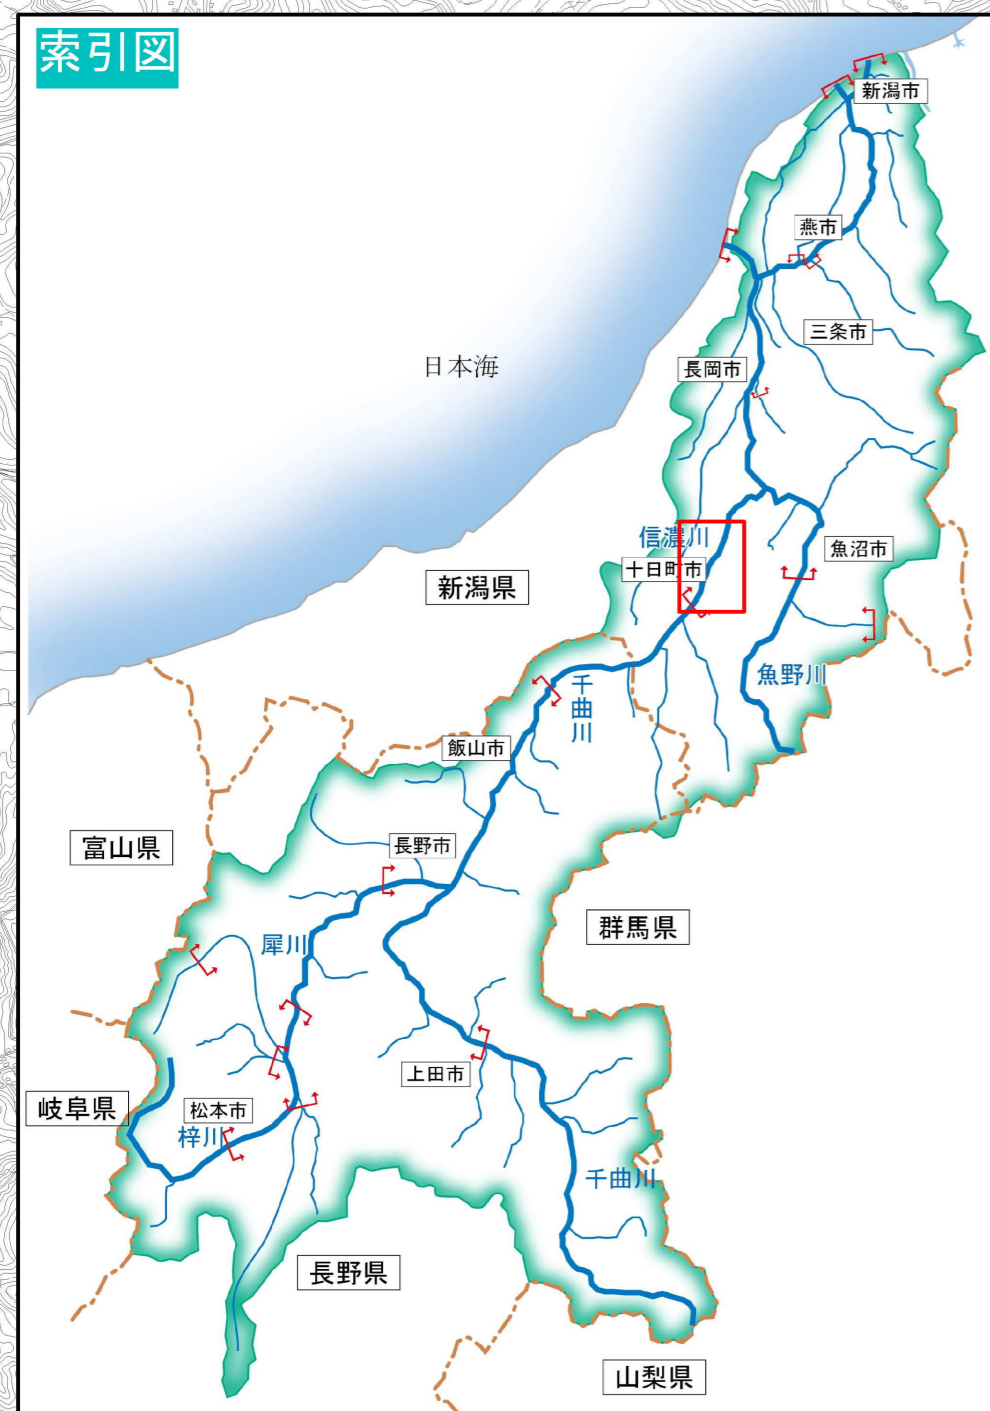 索引図
新潟市
燕市
三条市
日本海
長岡市
信濃川
魚沼市
十日町市
新潟県
魚野川
千曲川
飯山市
富山県
長野市
群馬県
犀川
上田市
岐阜県
松本市
梓川
千曲川
長野県
山梨県